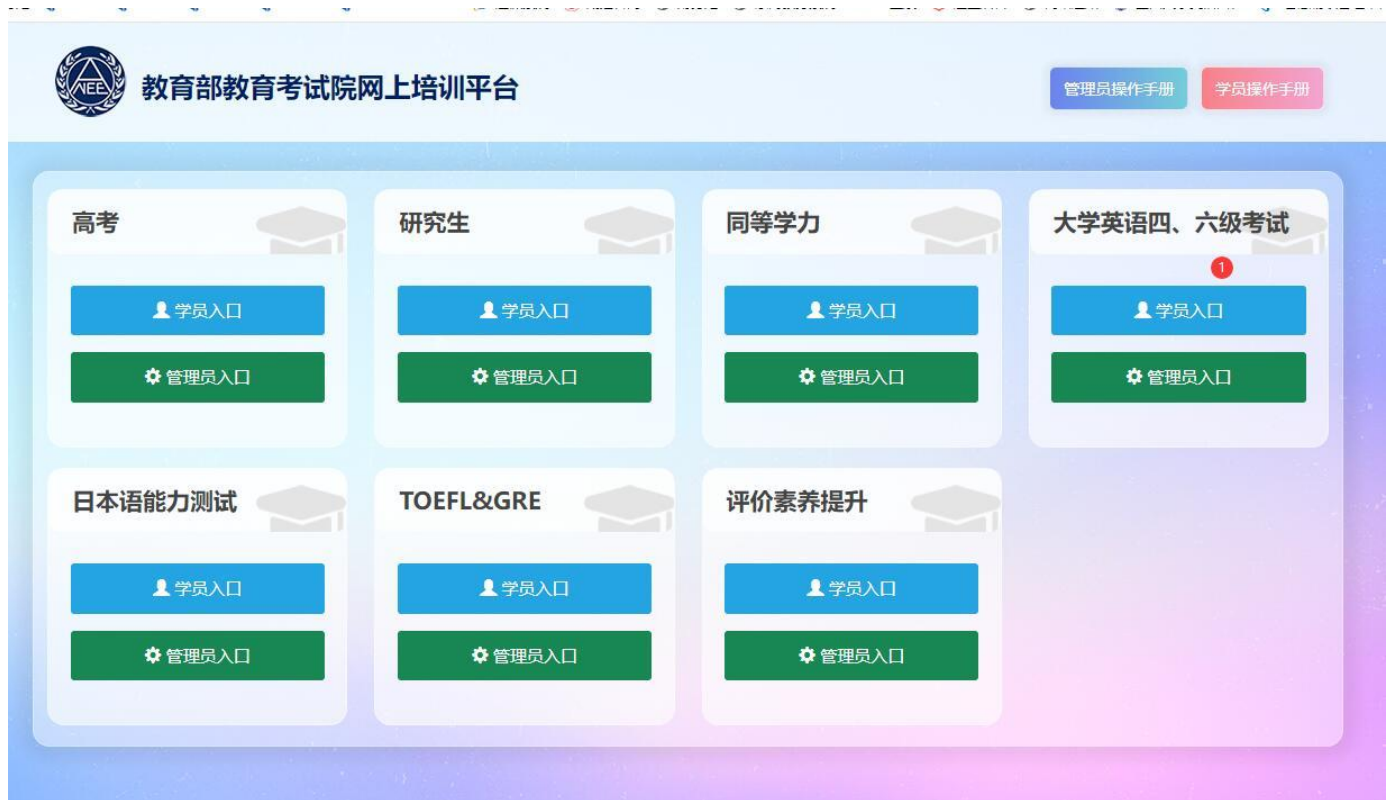 NEE
教育部教育考试院网上培训平台
管理员操作手册
学员操作手册
高考
研究生
同等学力
大学英语四、六级考试
1
学员入口
学员入口
学员入口
学员入口
管理员入口
管理员入口
管理员入口
管理员入口
日本语能力测试
TOEFL&GRE
评价素养提升
学员入口
学员入口
学员入口
管理员入口
管理员入口
管理员入口